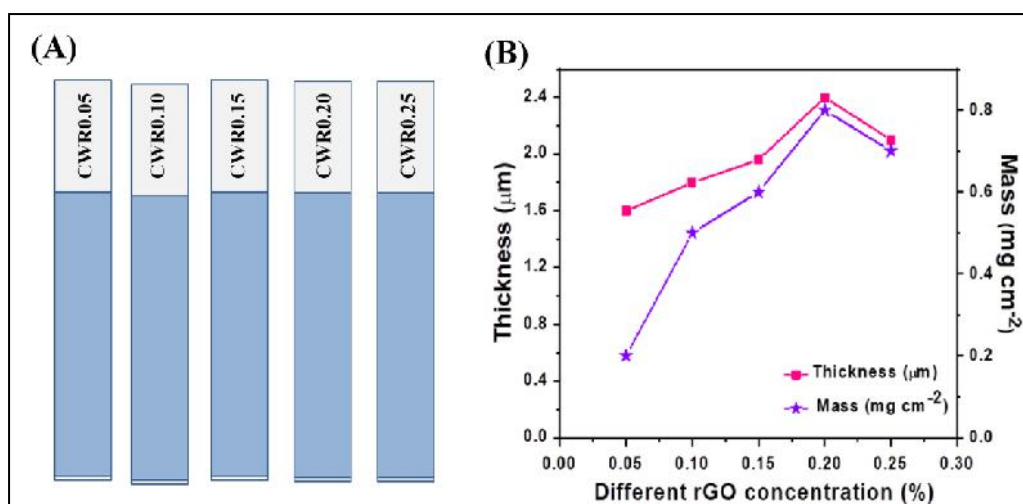 (A)
CWR0.05
CWR0.10
CWR0.15
CWR0.20
CWR0.25
(B)
Thickness (μm)
2.4
2.0
1.6
1.2
0.8
0.4
0.0
0.00 0.05 0.10 0.15 0.20 0.25 0.30
Different rGO concentration (%)
Thickness (μm)
Mass (mg cm⁻²)
0.8
0.6
0.4
0.2
0.0
Mass (mg cm⁻²)